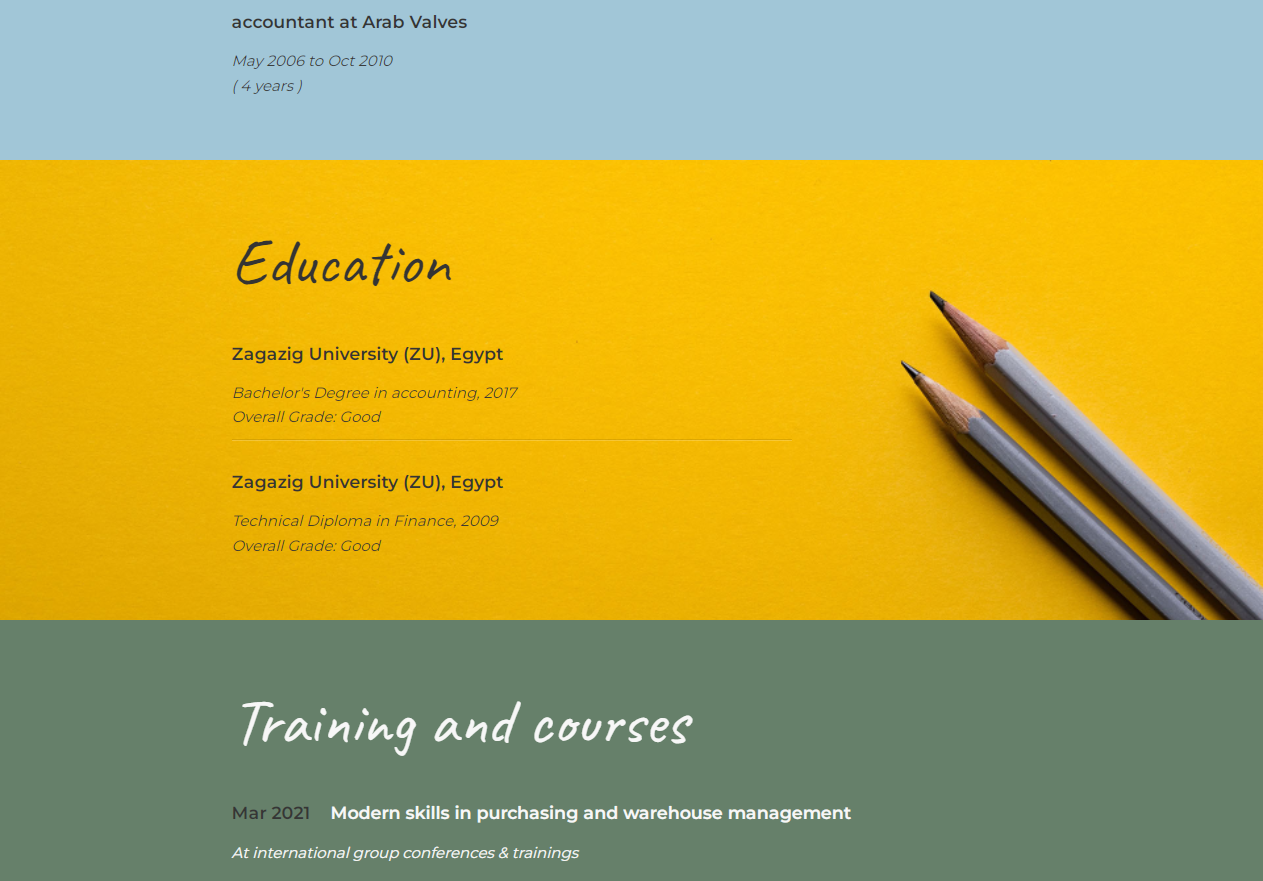 accountant at Arab Valves
May 2006 to Oct 2010
( 4 years )
Education
Zagazig University (ZU), Egypt
Bachelor's Degree in accounting, 2017
Overall Grade: Good
Zagazig University (ZU), Egypt
Technical Diploma in Finance, 2009
Overall Grade: Good
Training and courses
Mar 2021 Modern skills in purchasing and warehouse management
At international group conferences & trainings